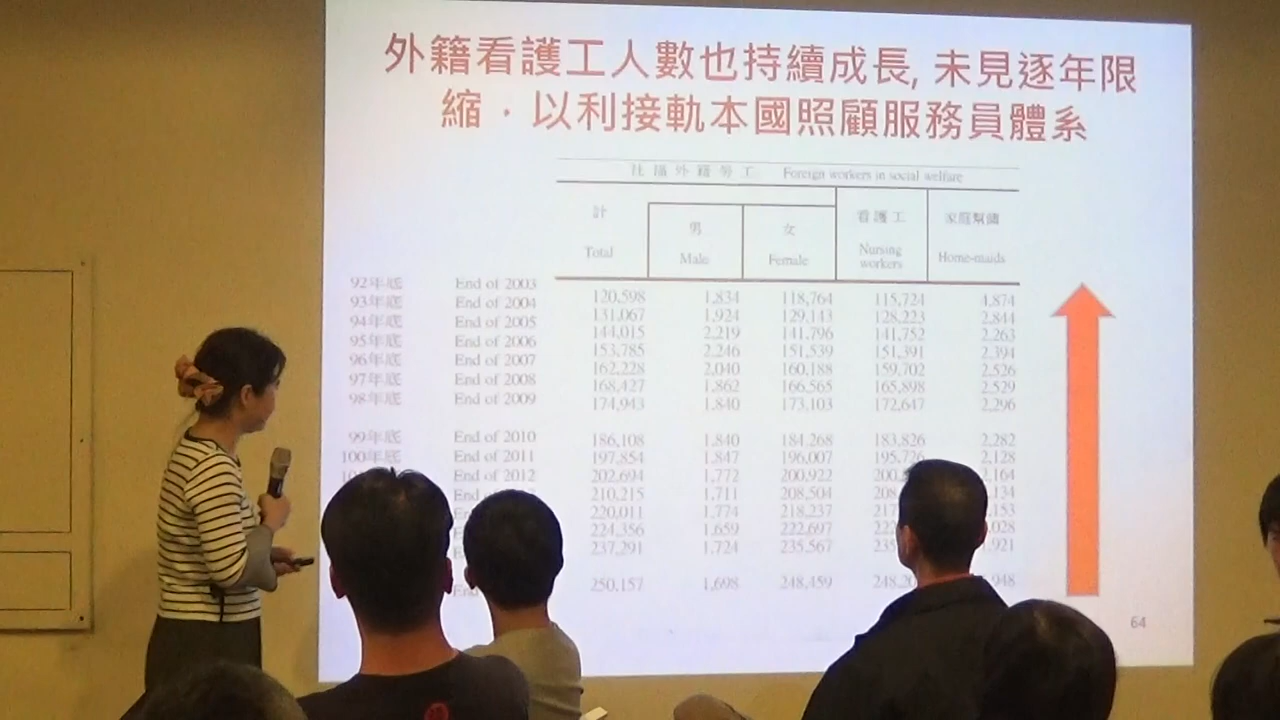 外籍看護工人數也持續成長, 未見逐年限
縮，以利接軌本國照顧服務員體系
社福外籍勞工 Foreign workers in social welfare
計 男 女 看護工 家庭幫傭
Total Male Female Nursing workers Home-maids
92年底 End of 2003 120,598 1,834 118,764 115,724 4,874
93年底 End of 2004 131,067 1,924 129,143 128,223 2,844
94年底 End of 2005 144,015 2,219 141,796 141,752 2,263
95年底 End of 2006 153,785 2,246 151,539 151,391 2,394
96年底 End of 2007 162,228 2,040 160,188 159,702 2,526
97年底 End of 2008 168,427 1,862 166,565 165,898 2,529
98年底 End of 2009 174,943 1,840 173,103 172,647 2,296
99年底 End of 2010 186,108 1,840 184,268 183,826 2,282
100年底 End of 2011 197,854 1,847 196,007 195,726 2,128
End of 2012 202,694 1,772 200,922 2,164
210,215 1,711 208,504
220,011 1,774 218,237
224,356 1,659 222,697
237,291 1,724 235,567
250,157 1,698 248,459
64